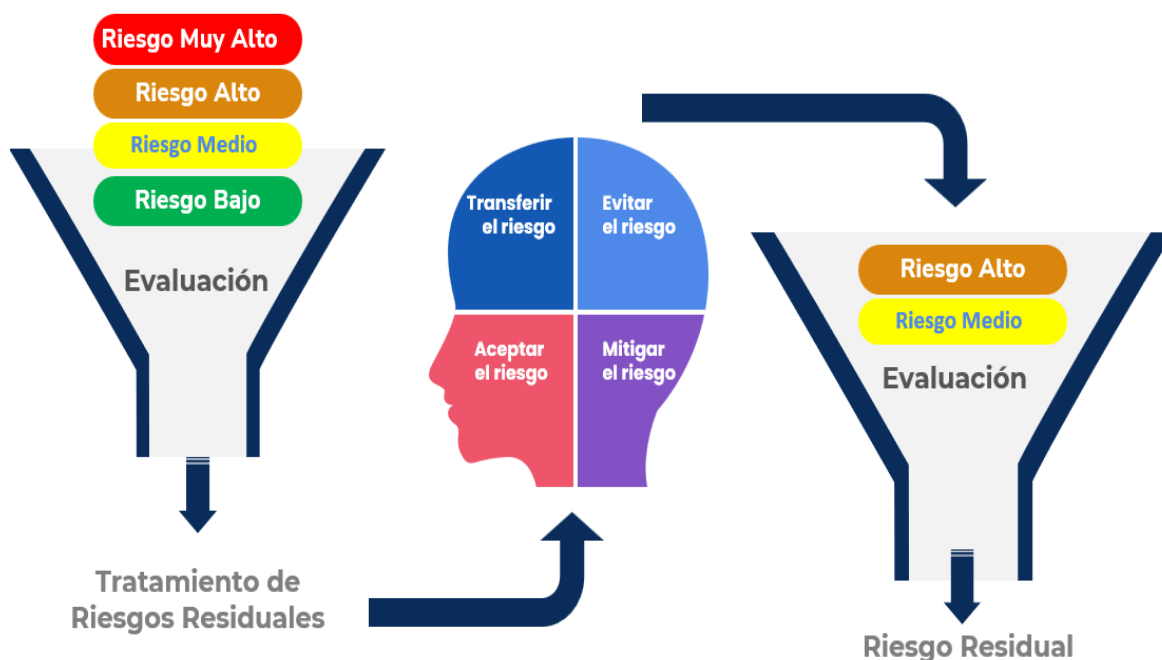 Riesgo Muy Alto
Riesgo Alto
Riesgo Medio
Riesgo Bajo
Evaluación
Tratamiento de
Riesgos Residuales
Transferir
el riesgo
Evitar
el riesgo
Aceptar
el riesgo
Mitigar
el riesgo
Riesgo Alto
Riesgo Medio
Evaluación
Riesgo Residual